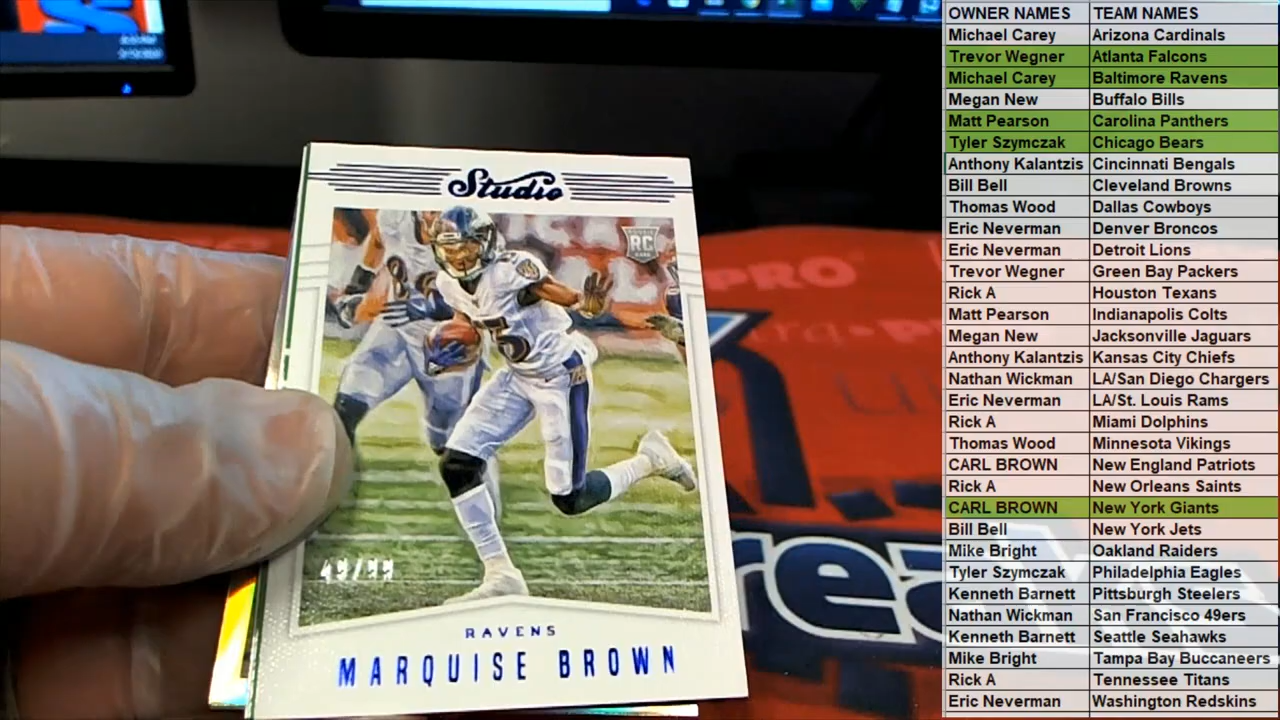 Studio
RC
PRO
49/99
RAVENS
MARQUISE BROWN
OWNER NAMES TEAM NAMES
Michael Carey Arizona Cardinals
Trevor Wegner Atlanta Falcons
Michael Carey Baltimore Ravens
Megan New Buffalo Bills
Matt Pearson Carolina Panthers
Tyler Szymczak Chicago Bears
Anthony Kalantzis Cincinnati Bengals
Bill Bell Cleveland Browns
Thomas Wood Dallas Cowboys
Eric Neverman Denver Broncos
Eric Neverman Detroit Lions
Trevor Wegner Green Bay Packers
Rick A Houston Texans
Matt Pearson Indianapolis Colts
Megan New Jacksonville Jaguars
Anthony Kalantzis Kansas City Chiefs
Nathan Wickman LA/San Diego Chargers
Eric Neverman LA/St. Louis Rams
Rick A Miami Dolphins
Thomas Wood Minnesota Vikings
CARL BROWN New England Patriots
Rick A New Orleans Saints
CARL BROWN New York Giants
Bill Bell New York Jets
Mike Bright Oakland Raiders
Tyler Szymczak Philadelphia Eagles
Kenneth Barnett Pittsburgh Steelers
Nathan Wickman San Francisco 49ers
Kenneth Barnett Seattle Seahawks
Mike Bright Tampa Bay Buccaneers
Rick A Tennessee Titans
Eric Neverman Washington Redskins